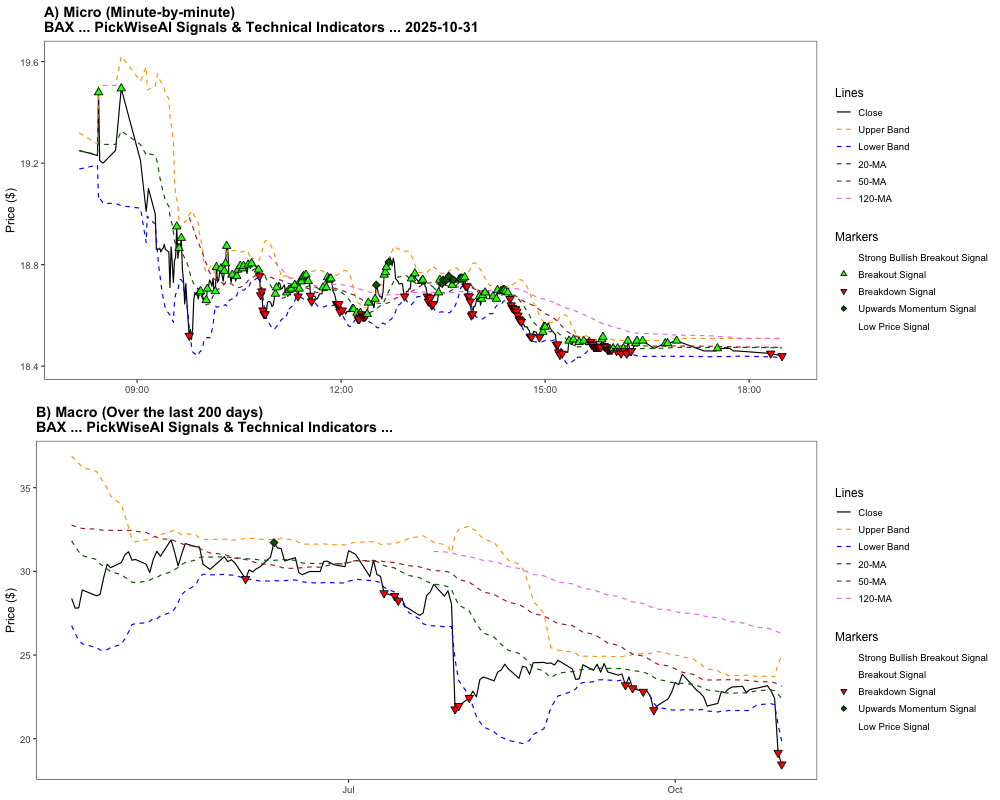 A) Micro (Minute-by-minute)
BAX ... PickWiseAI Signals & Technical Indicators ... 2025-10-31
19.6
19.2
18.8
18.4
Price ($)
09:00
12:00
15:00
18:00
Lines
Close
Upper Band
Lower Band
20-MA
50-MA
120-MA
Markers
Strong Bullish Breakout Signal
Breakout Signal
Breakdown Signal
Upwards Momentum Signal
Low Price Signal
B) Macro (Over the last 200 days)
BAX ... PickWiseAI Signals & Technical Indicators ...
35
30
25
20
Price ($)
Jul
Oct
Lines
Close
Upper Band
Lower Band
20-MA
50-MA
120-MA
Markers
Strong Bullish Breakout Signal
Breakout Signal
Breakdown Signal
Upwards Momentum Signal
Low Price Signal